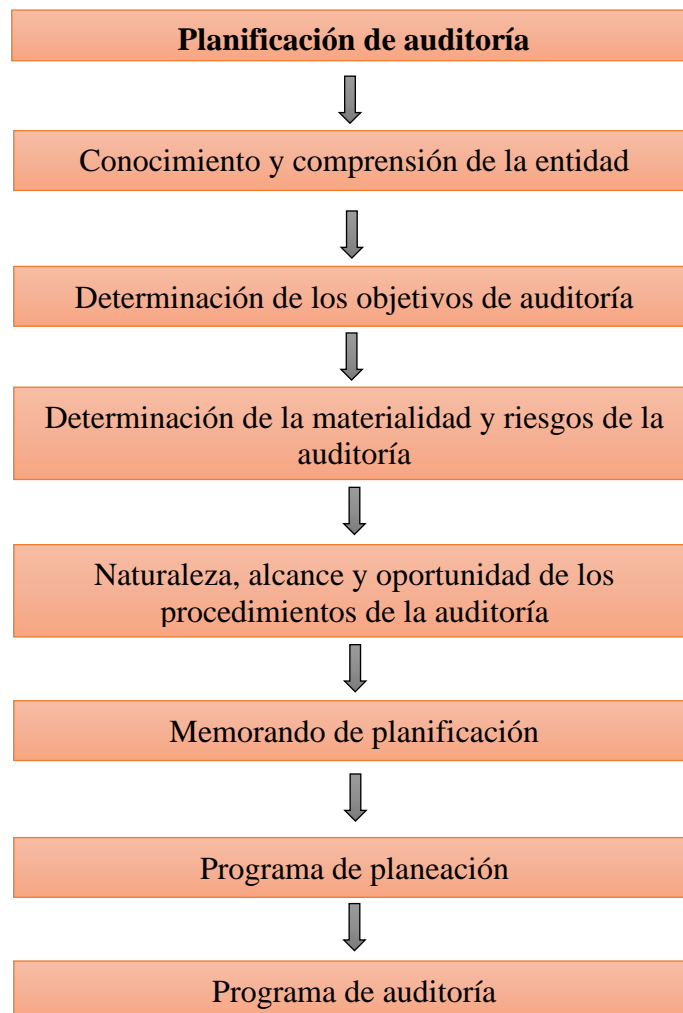 Planificación de auditoría
Conocimiento y comprensión de la entidad
Determinación de los objetivos de auditoría
Determinación de la materialidad y riesgos de la
auditoría
Naturaleza, alcance y oportunidad de los
procedimientos de la auditoría
Memorando de planificación
Programa de planeación
Programa de auditoría